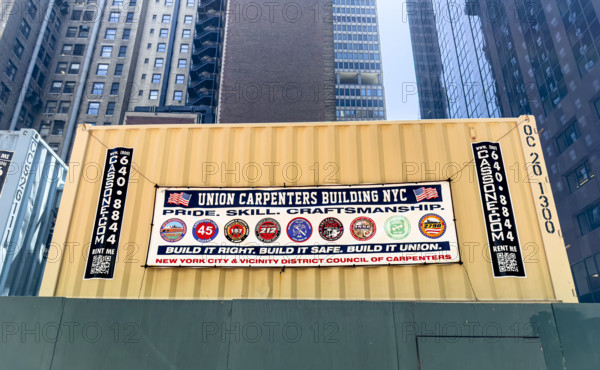 UNION CARPENTERS BUILDING NYC
PRIDE. SKILL. CRAFTSMANSHIP.
45 157 212
BUILD IT RIGHT. BUILD IT SAFE. BUILD IT UNION.
NEW YORK CITY & VICINITY DISTRICT COUNCIL OF CARPENTERS
CASSONE.COM
640•8844
RENT ME
CASSONE.COM
640•8844
RENT ME
OC 20 1300